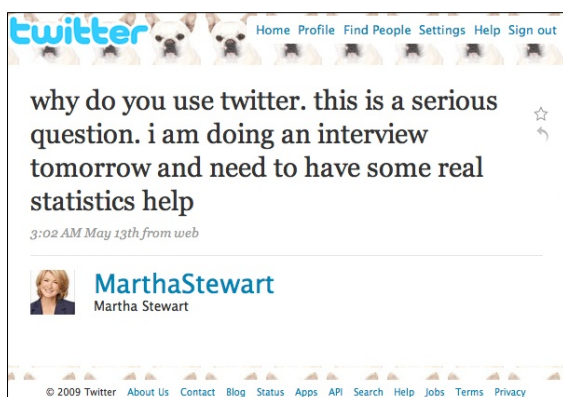 twitter
Home Profile Find People Settings Help Sign out
why do you use twitter. this is a serious
question. i am doing an interview
tomorrow and need to have some real
statistics help
3:02 AM May 13th from web
MarthaStewart
Martha Stewart
© 2009 Twitter About Us Contact Blog Status Apps API Search Help Jobs Terms Privacy